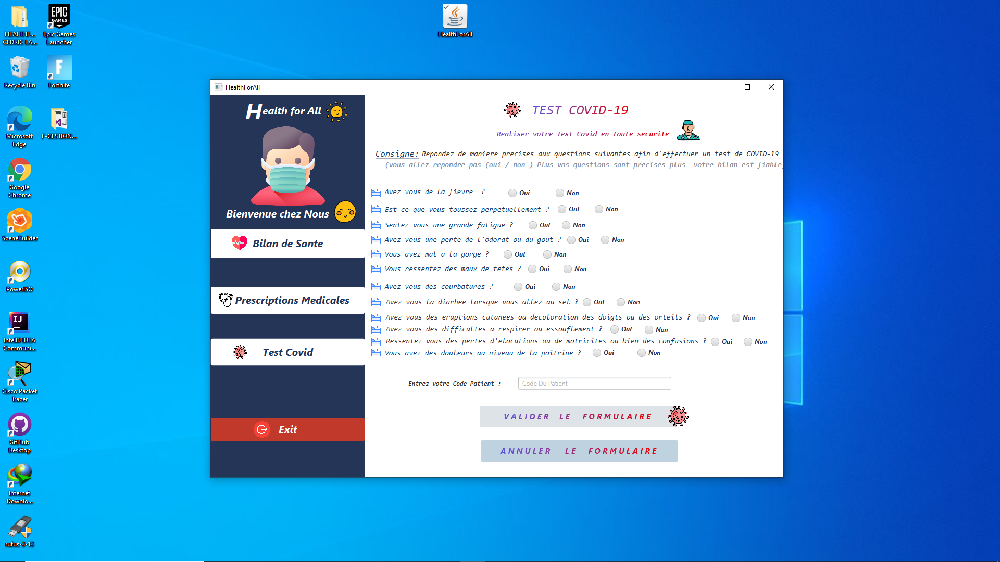 HEALTHF...
CEDRIC LA...
EPIC
GAMES
Epic Games
Launcher
HealthForAll
Recycle Bin
F
Fortnite
Microsoft
Edge
F-GESTION...
Google
Chrome
SceneBuilder
PowerISO
IJ
IntelliJ IDEA
Communi...
Cisco Packet
Tracer
GitHub
Desktop
Internet
Downlo...
rufus-3-13
HealthForAll
Health for All
Bienvenue chez Nous
Bilan de Sante
Prescriptions Medicales
Test Covid
Exit
TEST COVID-19
Realiser votre Test Covid en toute securite
Consigne: Repondez de maniere precises aux questions suivantes afin d'effectuer un test de COVID-19
(vous allez repondre pas (oui / non ) Plus vos questions sont precises plus votre bilan est fiable)
Avez vous de la fievre ? Oui Non
Est ce que vous toussez perpetuellement ? Oui Non
Sentez vous une grande fatigue ? Oui Non
Avez vous une perte de l'odorat ou du gout ? Oui Non
Vous avez mal a la gorge ? Oui Non
Vous ressentez des maux de tetes ? Oui Non
Avez vous des courbatures ? Oui Non
Avez vous la diarhee lorsque vous allez au sel ? Oui Non
Avez vous des eruptions cutanees ou decoloration des doigts ou des orteils ? Oui Non
Avez vous des difficultes a respirer ou essouflement ? Oui Non
Ressentez vous des pertes d'elocutions ou de motricites ou bien des confusions ? Oui Non
Vous avez des douleurs au niveau de la poitrine ? Oui Non
Entrez votre Code Patient : Code Du Patient
VALIDER LE FORMULAIRE
ANNULER LE FORMULAIRE